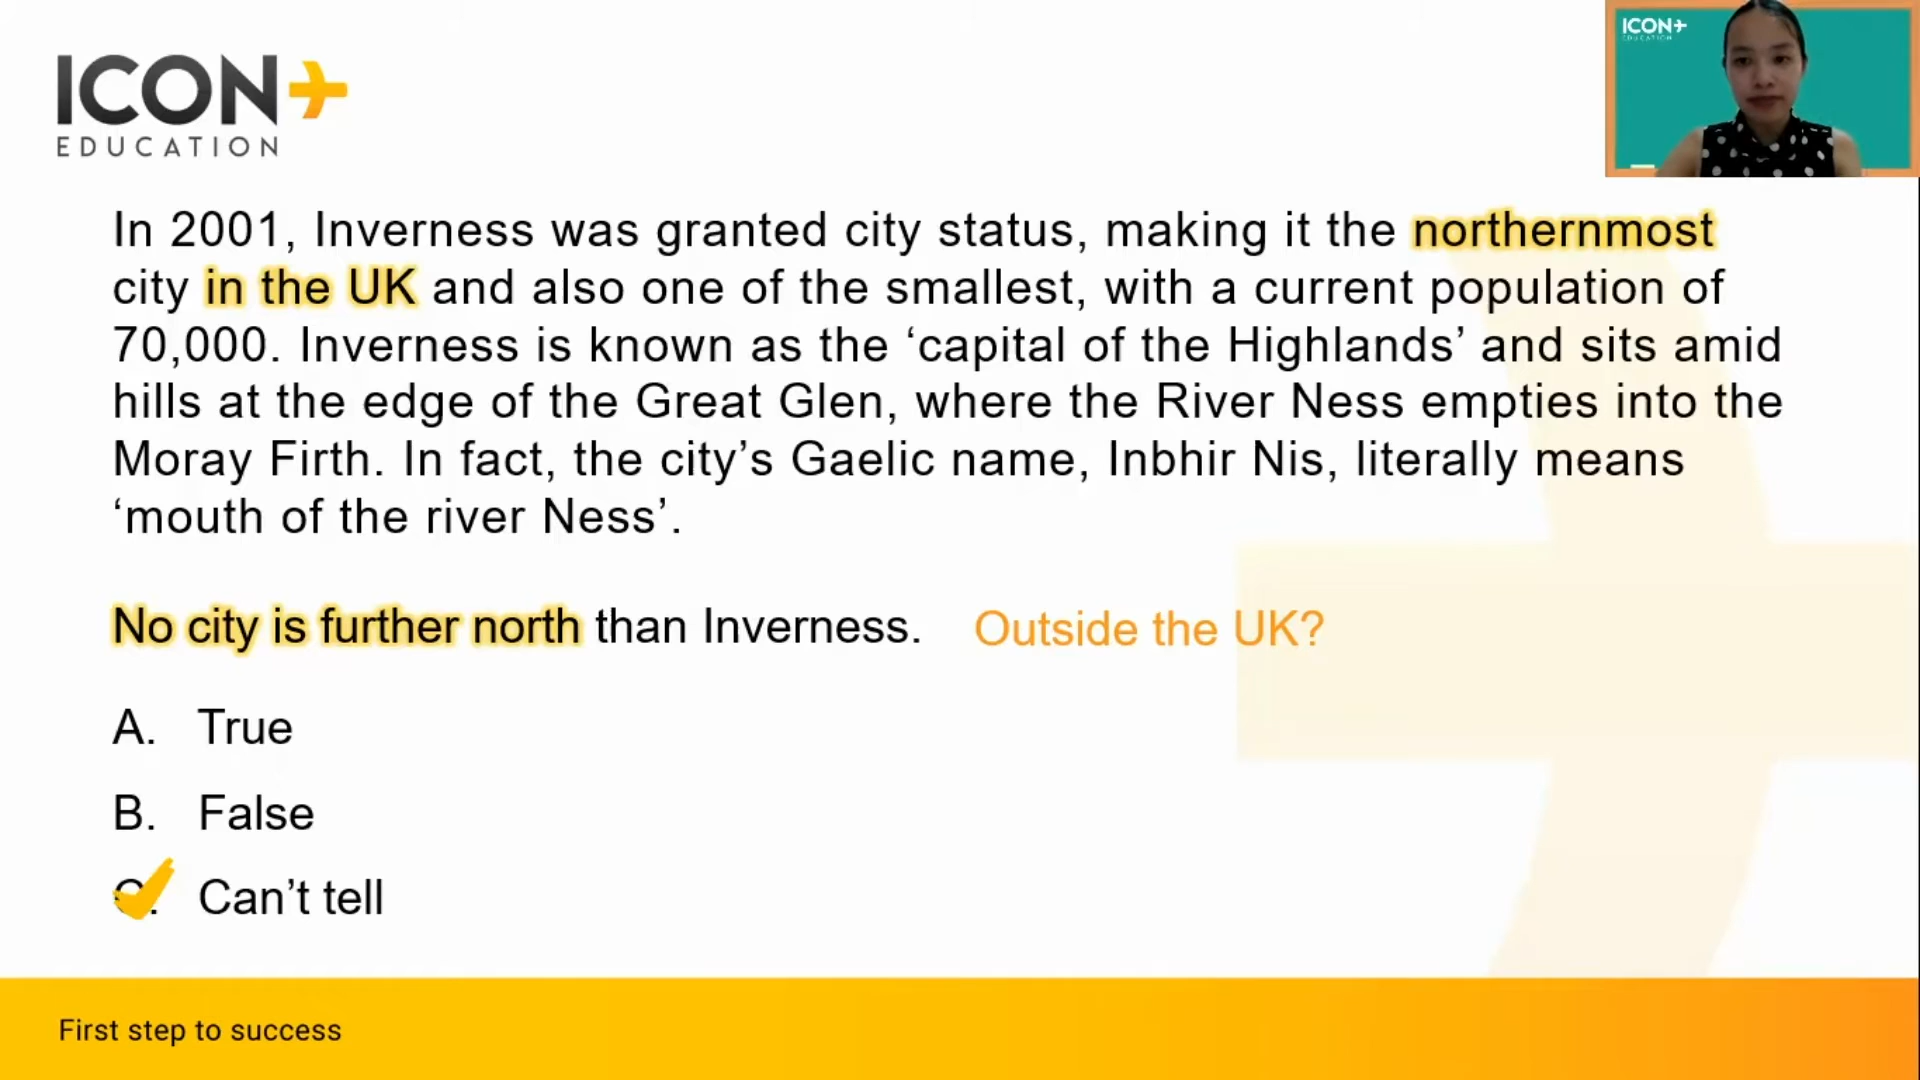 ICON+
EDUCATION
ICON+
EDUCATION
In 2001, Inverness was granted city status, making it the northernmost
city in the UK and also one of the smallest, with a current population of
70,000. Inverness is known as the ‘capital of the Highlands’ and sits amid
hills at the edge of the Great Glen, where the River Ness empties into the
Moray Firth. In fact, the city’s Gaelic name, Inbhir Nis, literally means
‘mouth of the river Ness’.
No city is further north than Inverness. Outside the UK?
A. True
B. False
C. Can’t tell
First step to success